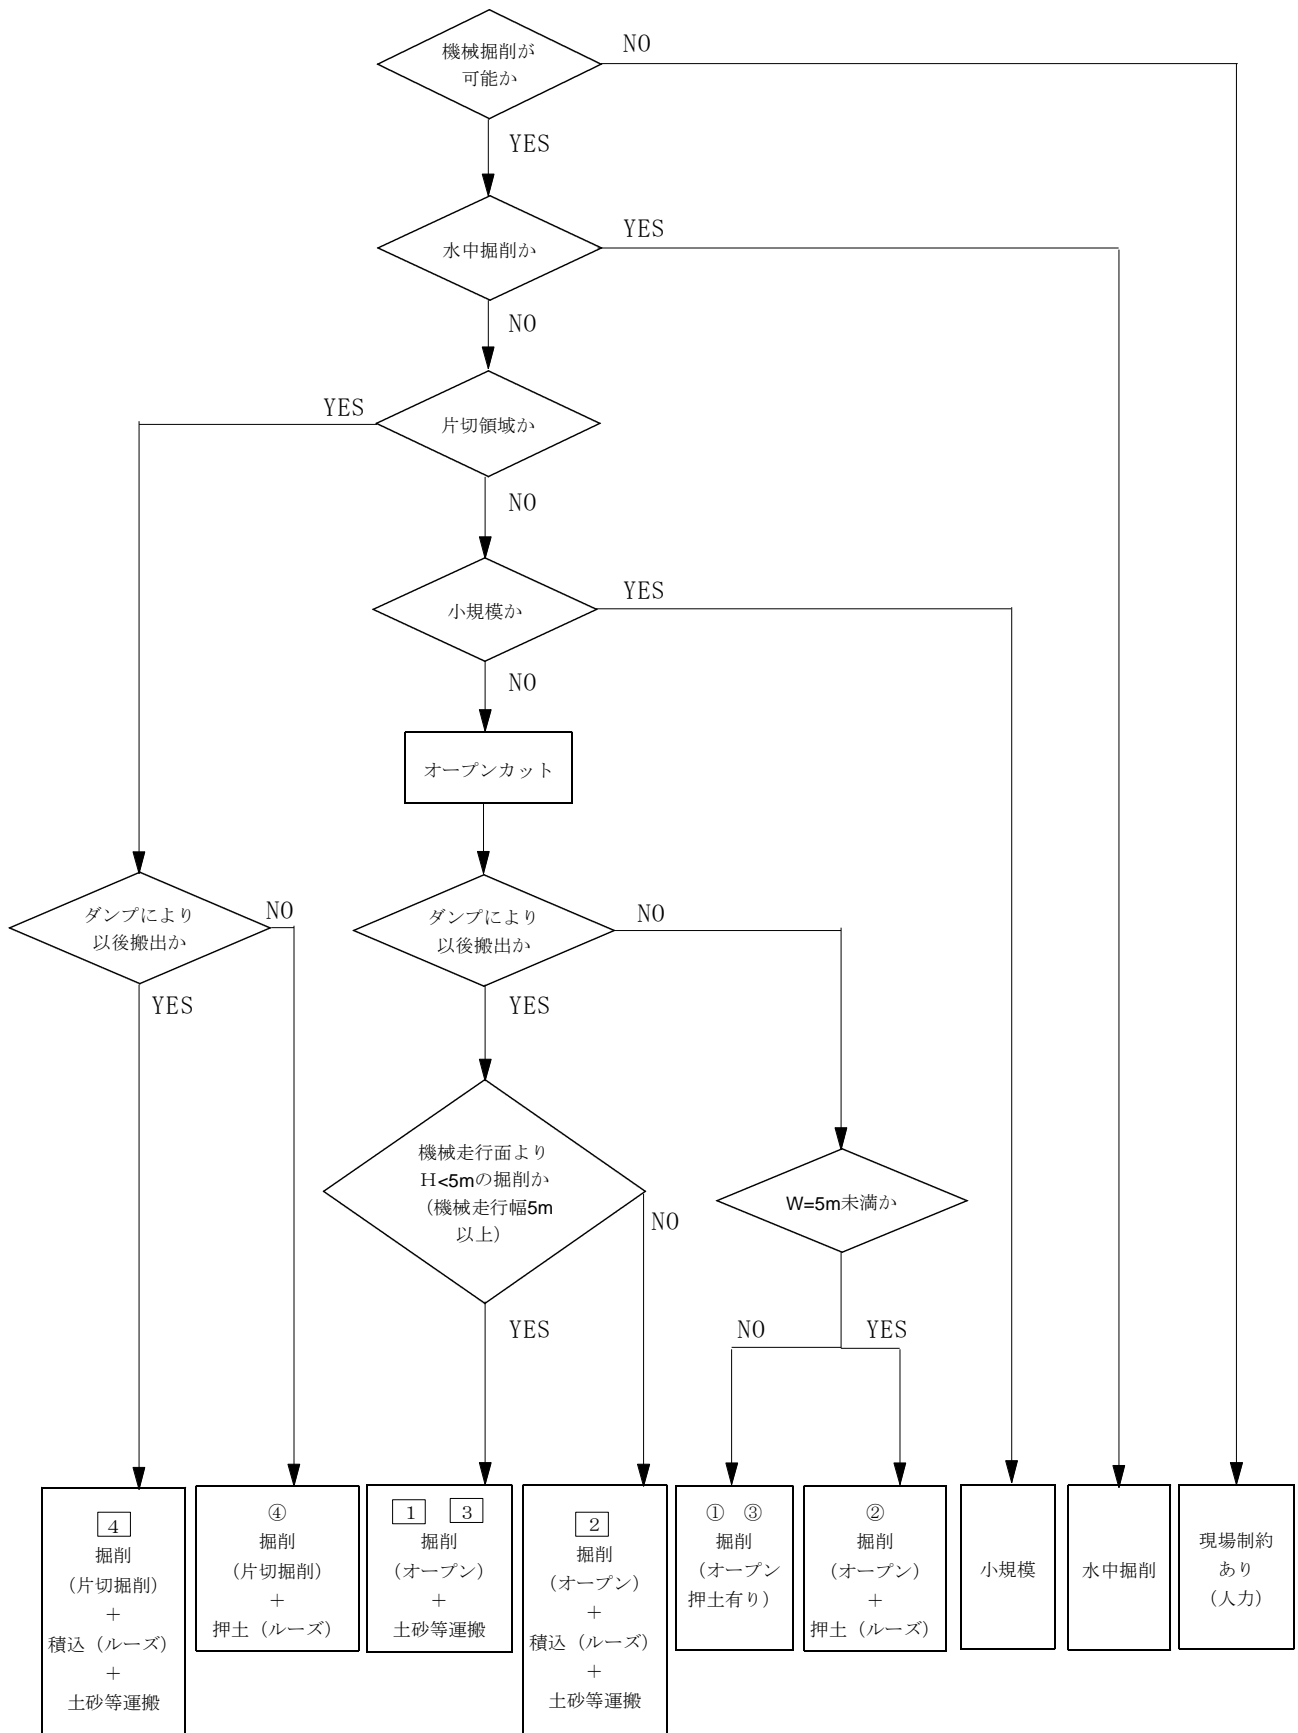 機械掘削が
可能か
NO
YES
水中掘削か
YES
NO
片切領域か
YES
NO
小規模か
YES
NO
オープンカット
ダンプにより
以後搬出か
NO
YES
ダンプにより
以後搬出か
NO
YES
機械走行面より
H<5mの掘削か
（機械走行幅5m
以上）
NO
YES
W=5m未満か
NO
YES
4
掘削
（片切掘削）
+
積込（ルーズ）
+
土砂等運搬
④
掘削
（片切掘削）
+
押土（ルーズ）
1 3
掘削
（オープン）
+
土砂等運搬
2
掘削
（オープン）
+
積込（ルーズ）
+
土砂等運搬
① ③
掘削
（オープン
押土有り）
②
掘削
（オープン）
+
押土（ルーズ）
小規模
水中掘削
現場制約
あり
（人力）